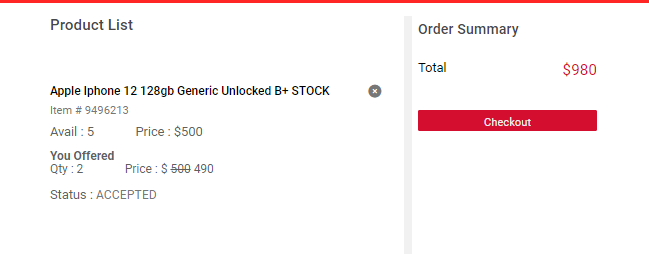 Product List
Apple Iphone 12 128gb Generic Unlocked B+ STOCK
Item # 9496213
Avail : 5 Price : $500
You Offered
Qty : 2 Price : $ 500 490
Status : ACCEPTED
Order Summary
Total $980
Checkout